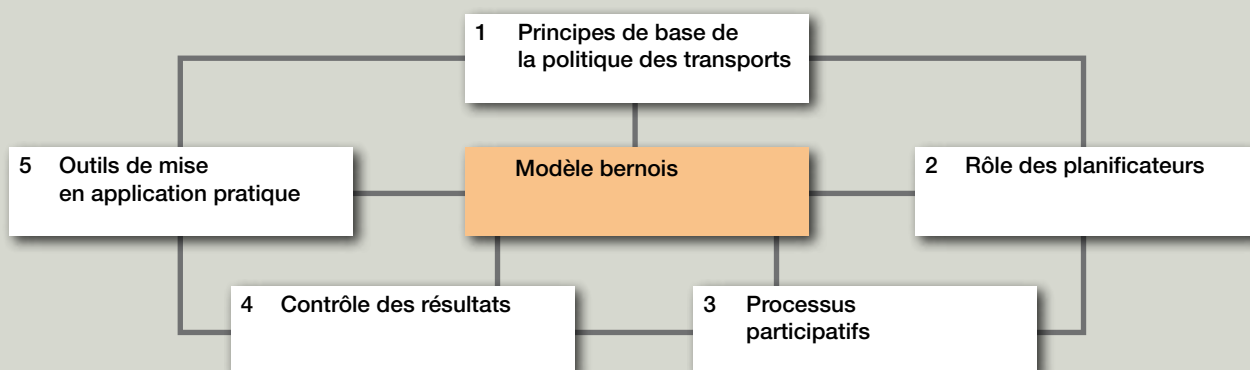 1 Principes de base de
la politique des transports
5 Outils de mise
en application pratique
Modèle bernois
2 Rôle des planificateurs
4 Contrôle des résultats
3 Processus
participatifs